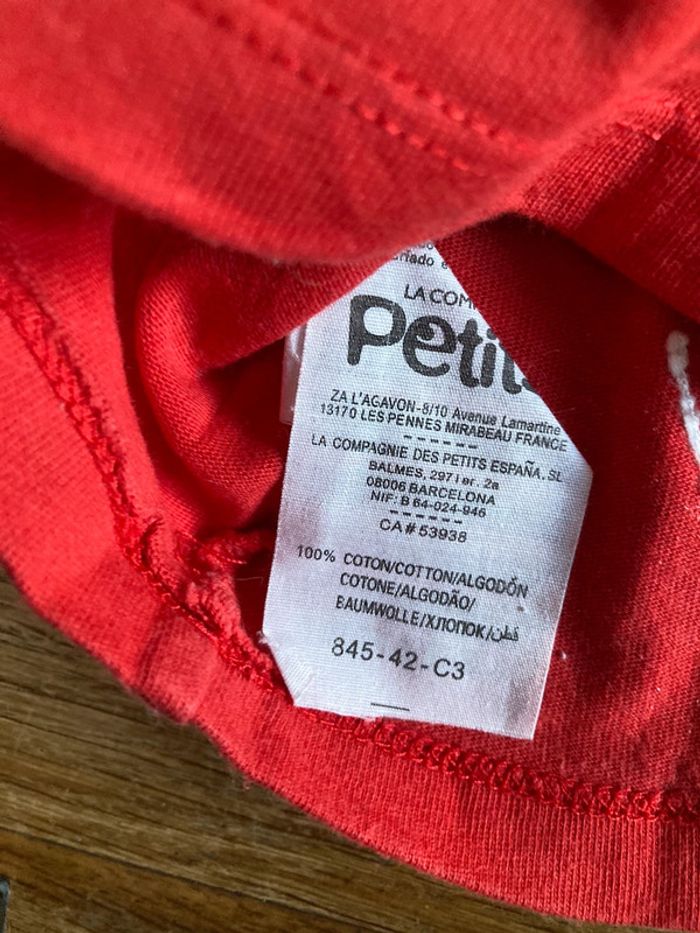 LA COM
Petit
ZA L'AGAVON-8/10 Avenue Lamartine
13170 LES PENNES MIRABEAU FRANCE
LA COMPAGNIE DES PETITS ESPAÑA. SL
BALMES, 297 I er. 2a
08006 BARCELONA
NIF: B 64-024-946
CA#53938
100% COTON/COTTON/ALGODÓN
COTONE/ALGODÃO/
BAUMWOLLE/ХЛОПОК/قطن
845-42-C3